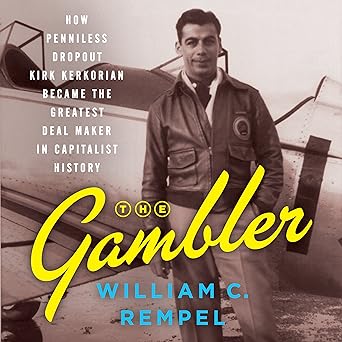 HOW
PENNILESS
DROPOUT
KIRK KERKORIAN
BECAME THE
GREATEST
DEAL MAKER
IN CAPITALIST
HISTORY
THE
Gambler
WILLIAM C.
REMPEL